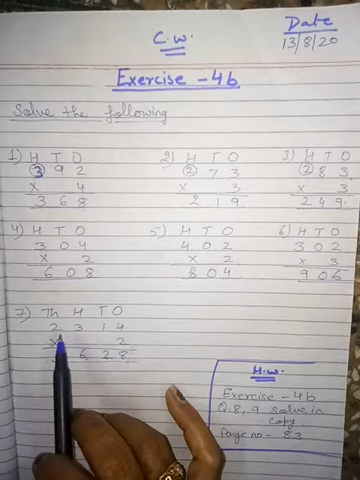 C.W.
Date
13/8/20
Exercise - 4b
Solve the following
1) H T O
3 9 2
x 4
3 6 8
2) H T O
2 7 3
x 3
2 1 9
3) H T O
2 8 3
x 3
2 4 9
4) H T O
3 0 4
x 2
6 0 8
5) H T O
4 0 2
x 2
8 0 4
6) H T O
3 0 2
x 3
9 0 6
7) Th H T O
2 3 1 4
x 2
6 2 8
H.W.
Exercise - 4b
Q.8, 9 Solve in
Copy
Page no - 83